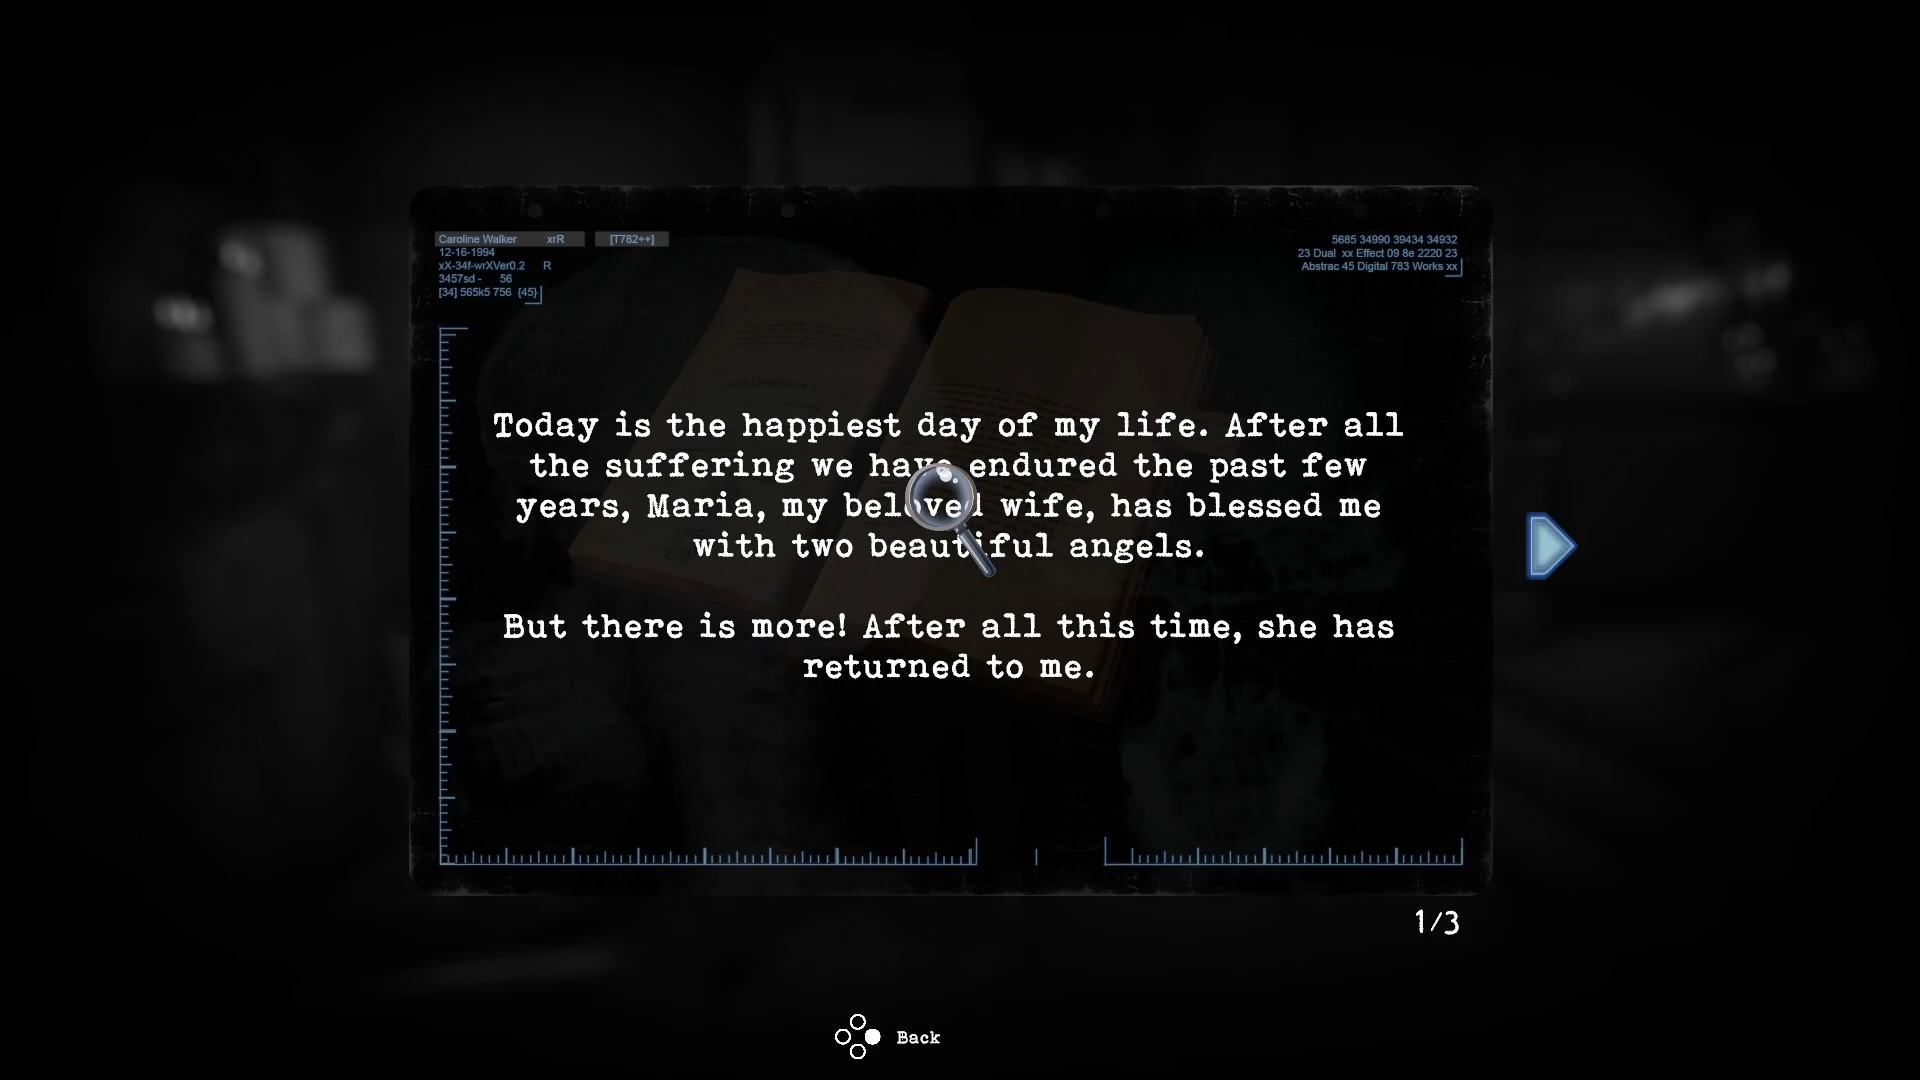 Caroline Walker xrR [T782++]
12-16-1994
xX-34f-wrXVer0.2 R
3457sd - 56
[34] 565k5 756 {45}
5685 34990 39434 34932
23 Dual xx Effect 09 8e 2220 23
Abstrac 45 Digital 783 Works xx
Today is the happiest day of my life. After all
the suffering we have endured the past few
years, Maria, my beloved wife, has blessed me
with two beautiful angels.
But there is more! After all this time, she has
returned to me.
1/3
Back